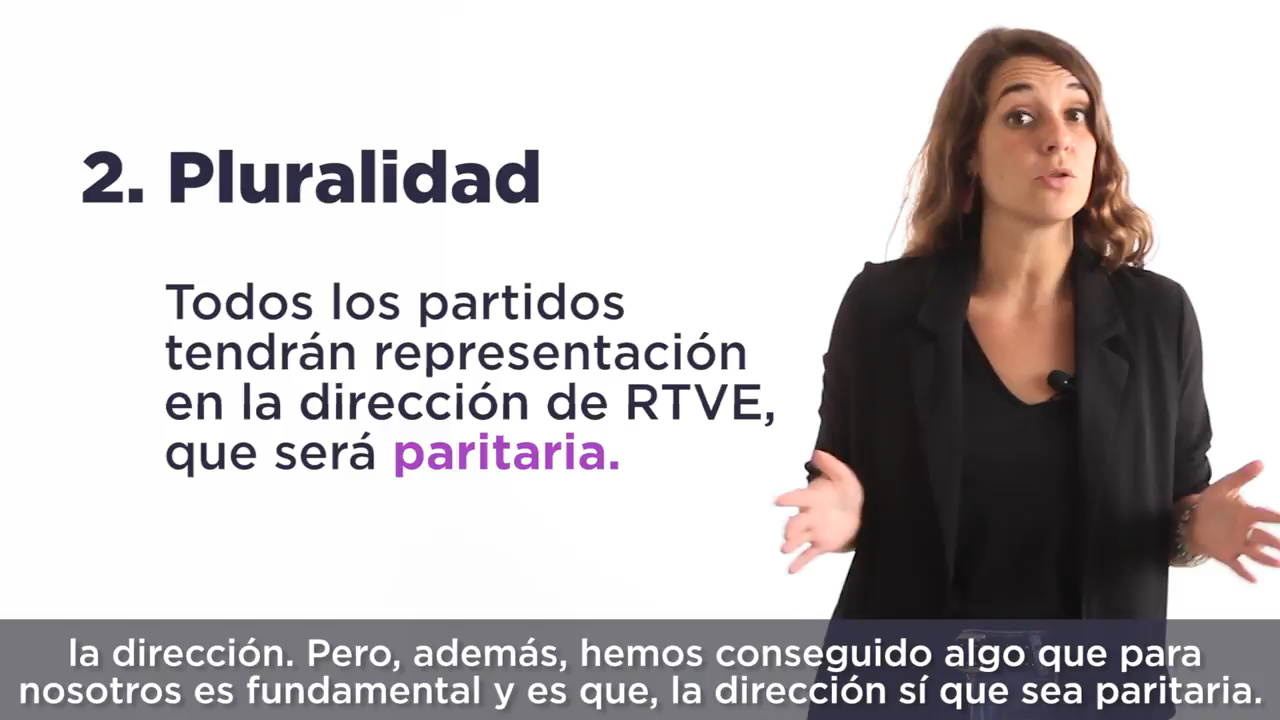 2. Pluralidad
Todos los partidos
tendrán representación
en la dirección de RTVE,
que será paritaria.
la dirección. Pero, además, hemos conseguido algo que para
nosotros es fundamental y es que, la dirección sí que sea paritaria.